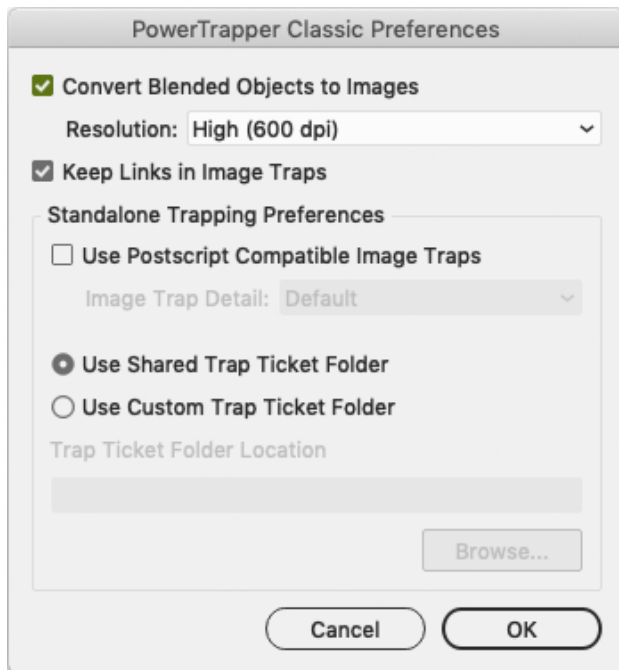 PowerTrapper Classic Preferences
Convert Blended Objects to Images
Resolution: High (600 dpi)
Keep Links in Image Traps
Standalone Trapping Preferences
Use Postscript Compatible Image Traps
Image Trap Detail: Default
Use Shared Trap Ticket Folder
Use Custom Trap Ticket Folder
Trap Ticket Folder Location
Browse...
Cancel OK